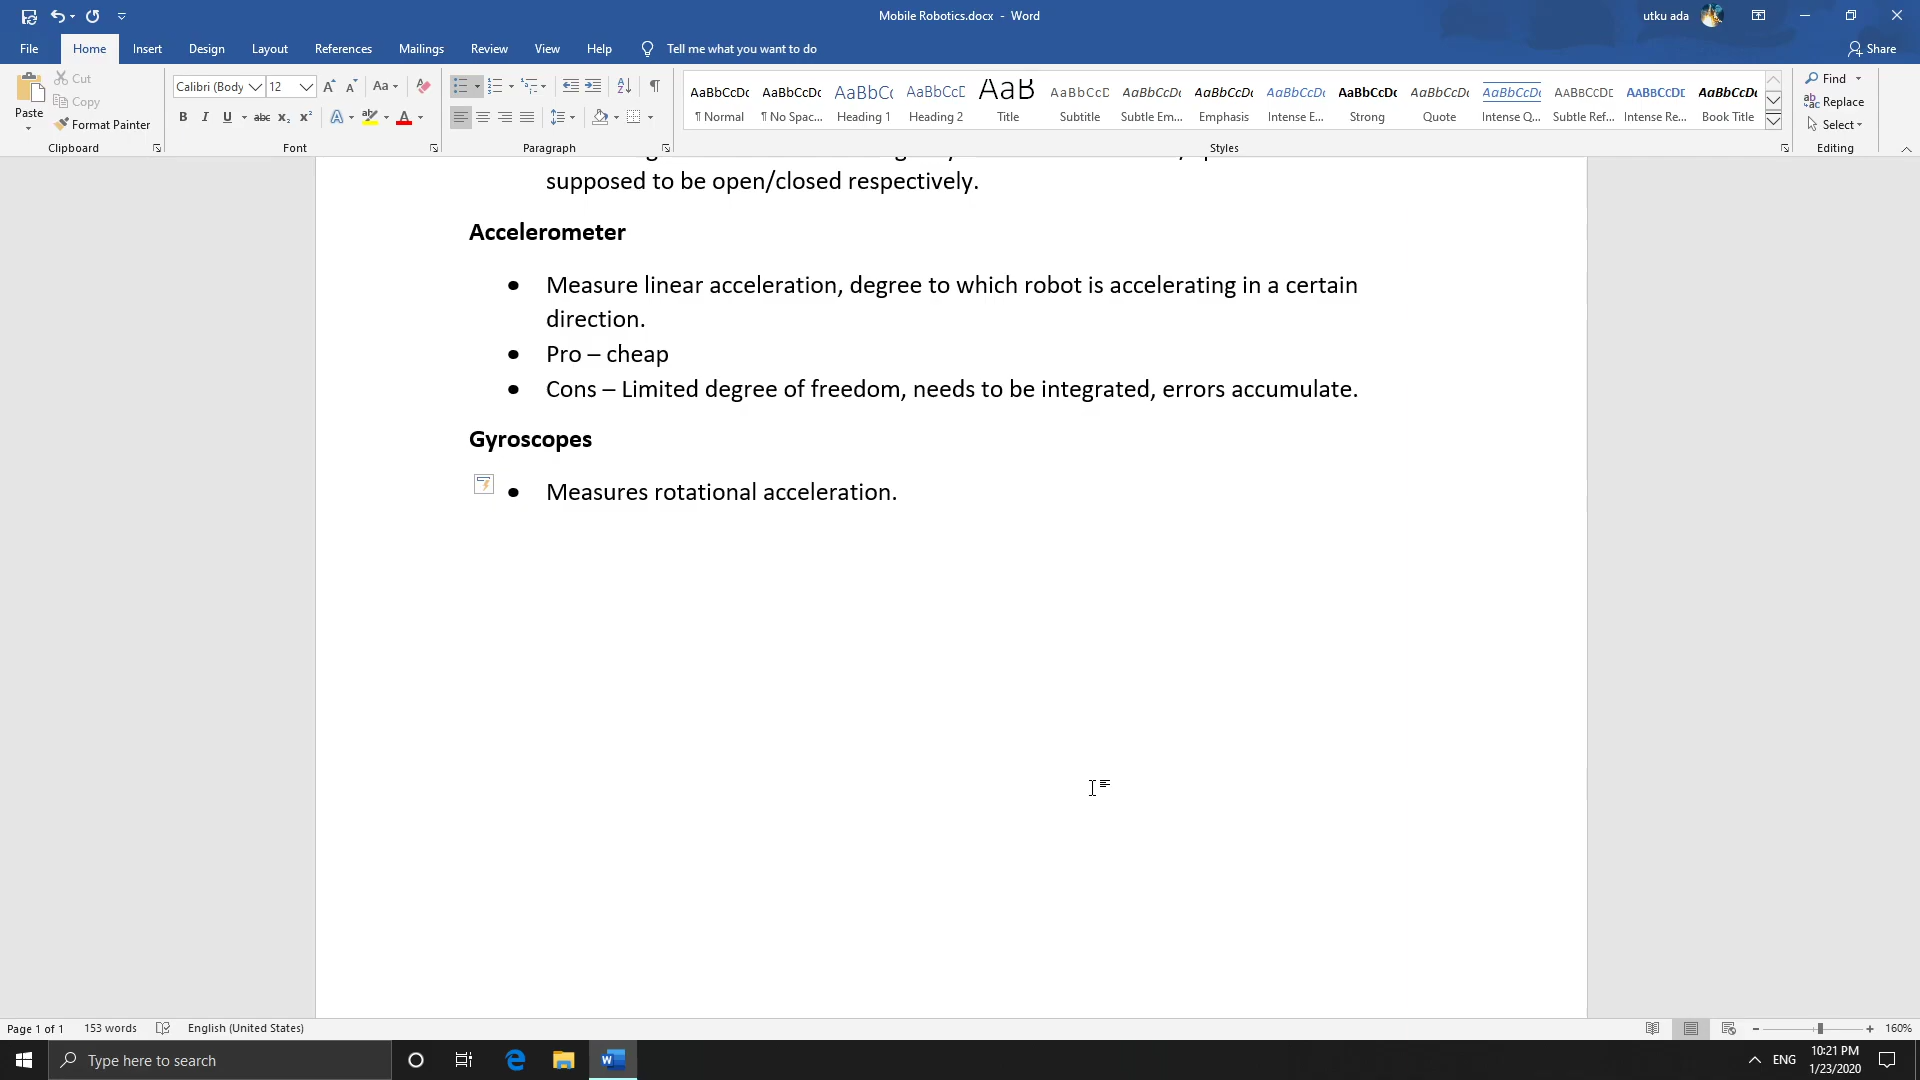 Mobile Robotics.docx - Word
utku ada
File Home Insert Design Layout References Mailings Review View Help Tell me what you want to do
Share
Paste
Cut
Copy
Format Painter
Clipboard
Calibri (Body 12
Font
Paragraph
AaBbCcDc AaBbCcDc AaBbCc AaBbCcD AaB AaBbCcD AaBbCcDc AaBbCcDc AaBbCcDc AaBbCcDc AaBbCcDc AaBbCcDc AABBCCDE AABBCCDE AaBbCcDc
¶ Normal ¶ No Spac... Heading 1 Heading 2 Title Subtitle Subtle Em... Emphasis Intense E... Strong Quote Intense Q... Subtle Ref... Intense Re... Book Title
Styles
Find
Replace
Select
Editing
supposed to be open/closed respectively.
Accelerometer
• Measure linear acceleration, degree to which robot is accelerating in a certain
direction.
• Pro – cheap
• Cons – Limited degree of freedom, needs to be integrated, errors accumulate.
Gyroscopes
• Measures rotational acceleration.
Page 1 of 1 153 words English (United States)
160%
Type here to search
ENG
10:21 PM
1/23/2020